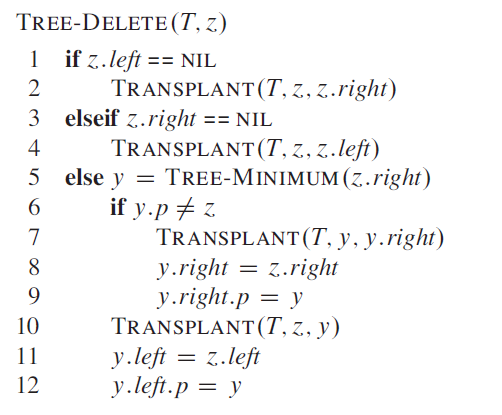 TREE-DELETE(T, z)
1 if z.left == NIL
2 TRANSPLANT(T, z, z.right)
3 elseif z.right == NIL
4 TRANSPLANT(T, z, z.left)
5 else y = TREE-MINIMUM(z.right)
6 if y.p ≠ z
7 TRANSPLANT(T, y, y.right)
8 y.right = z.right
9 y.right.p = y
10 TRANSPLANT(T, z, y)
11 y.left = z.left
12 y.left.p = y